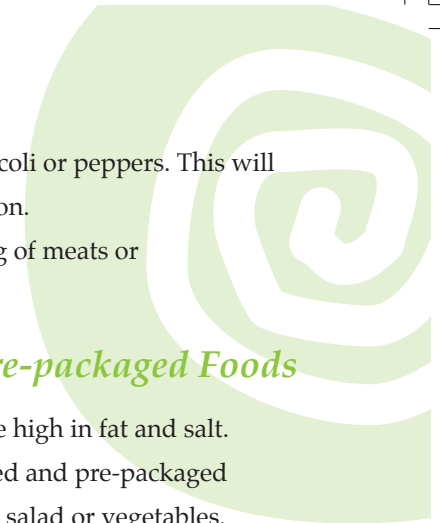 coli or peppers. This will
on.
g of meats or
re-packaged Foods
e high in fat and salt.
ed and pre-packaged
salad or vegetables.